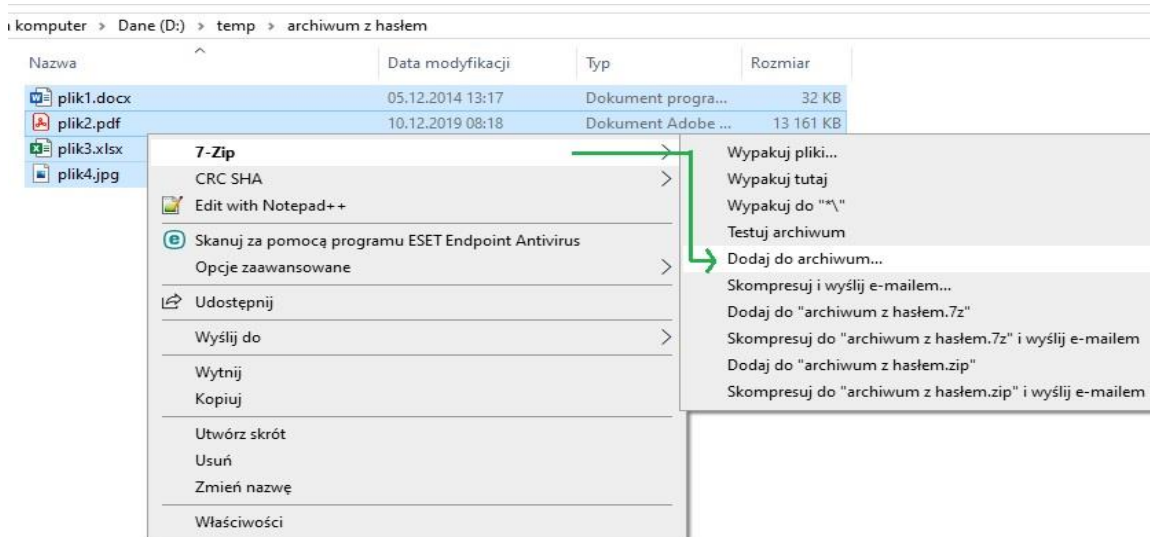 komputer > Dane (D:) > temp > archiwum z hasłem
Nazwa Data modyfikacji Typ Rozmiar
plik1.docx 05.12.2014 13:17 Dokument progra... 32 KB
plik2.pdf 10.12.2019 08:18 Dokument Adobe ... 13 161 KB
plik3.xlsx
plik4.jpg
7-Zip
CRC SHA
Edit with Notepad++
Skanuj za pomocą programu ESET Endpoint Antivirus
Opcje zaawansowane
Udostępnij
Wyślij do
Wytnij
Kopiuj
Utwórz skrót
Usuń
Zmień nazwę
Właściwości
Wypakuj pliki...
Wypakuj tutaj
Wypakuj do "*\"
Testuj archiwum
Dodaj do archiwum...
Skompresuj i wyślij e-mailem...
Dodaj do "archiwum z hasłem.7z"
Skompresuj do "archiwum z hasłem.7z" i wyślij e-mailem
Dodaj do "archiwum z hasłem.zip"
Skompresuj do "archiwum z hasłem.zip" i wyślij e-mailem